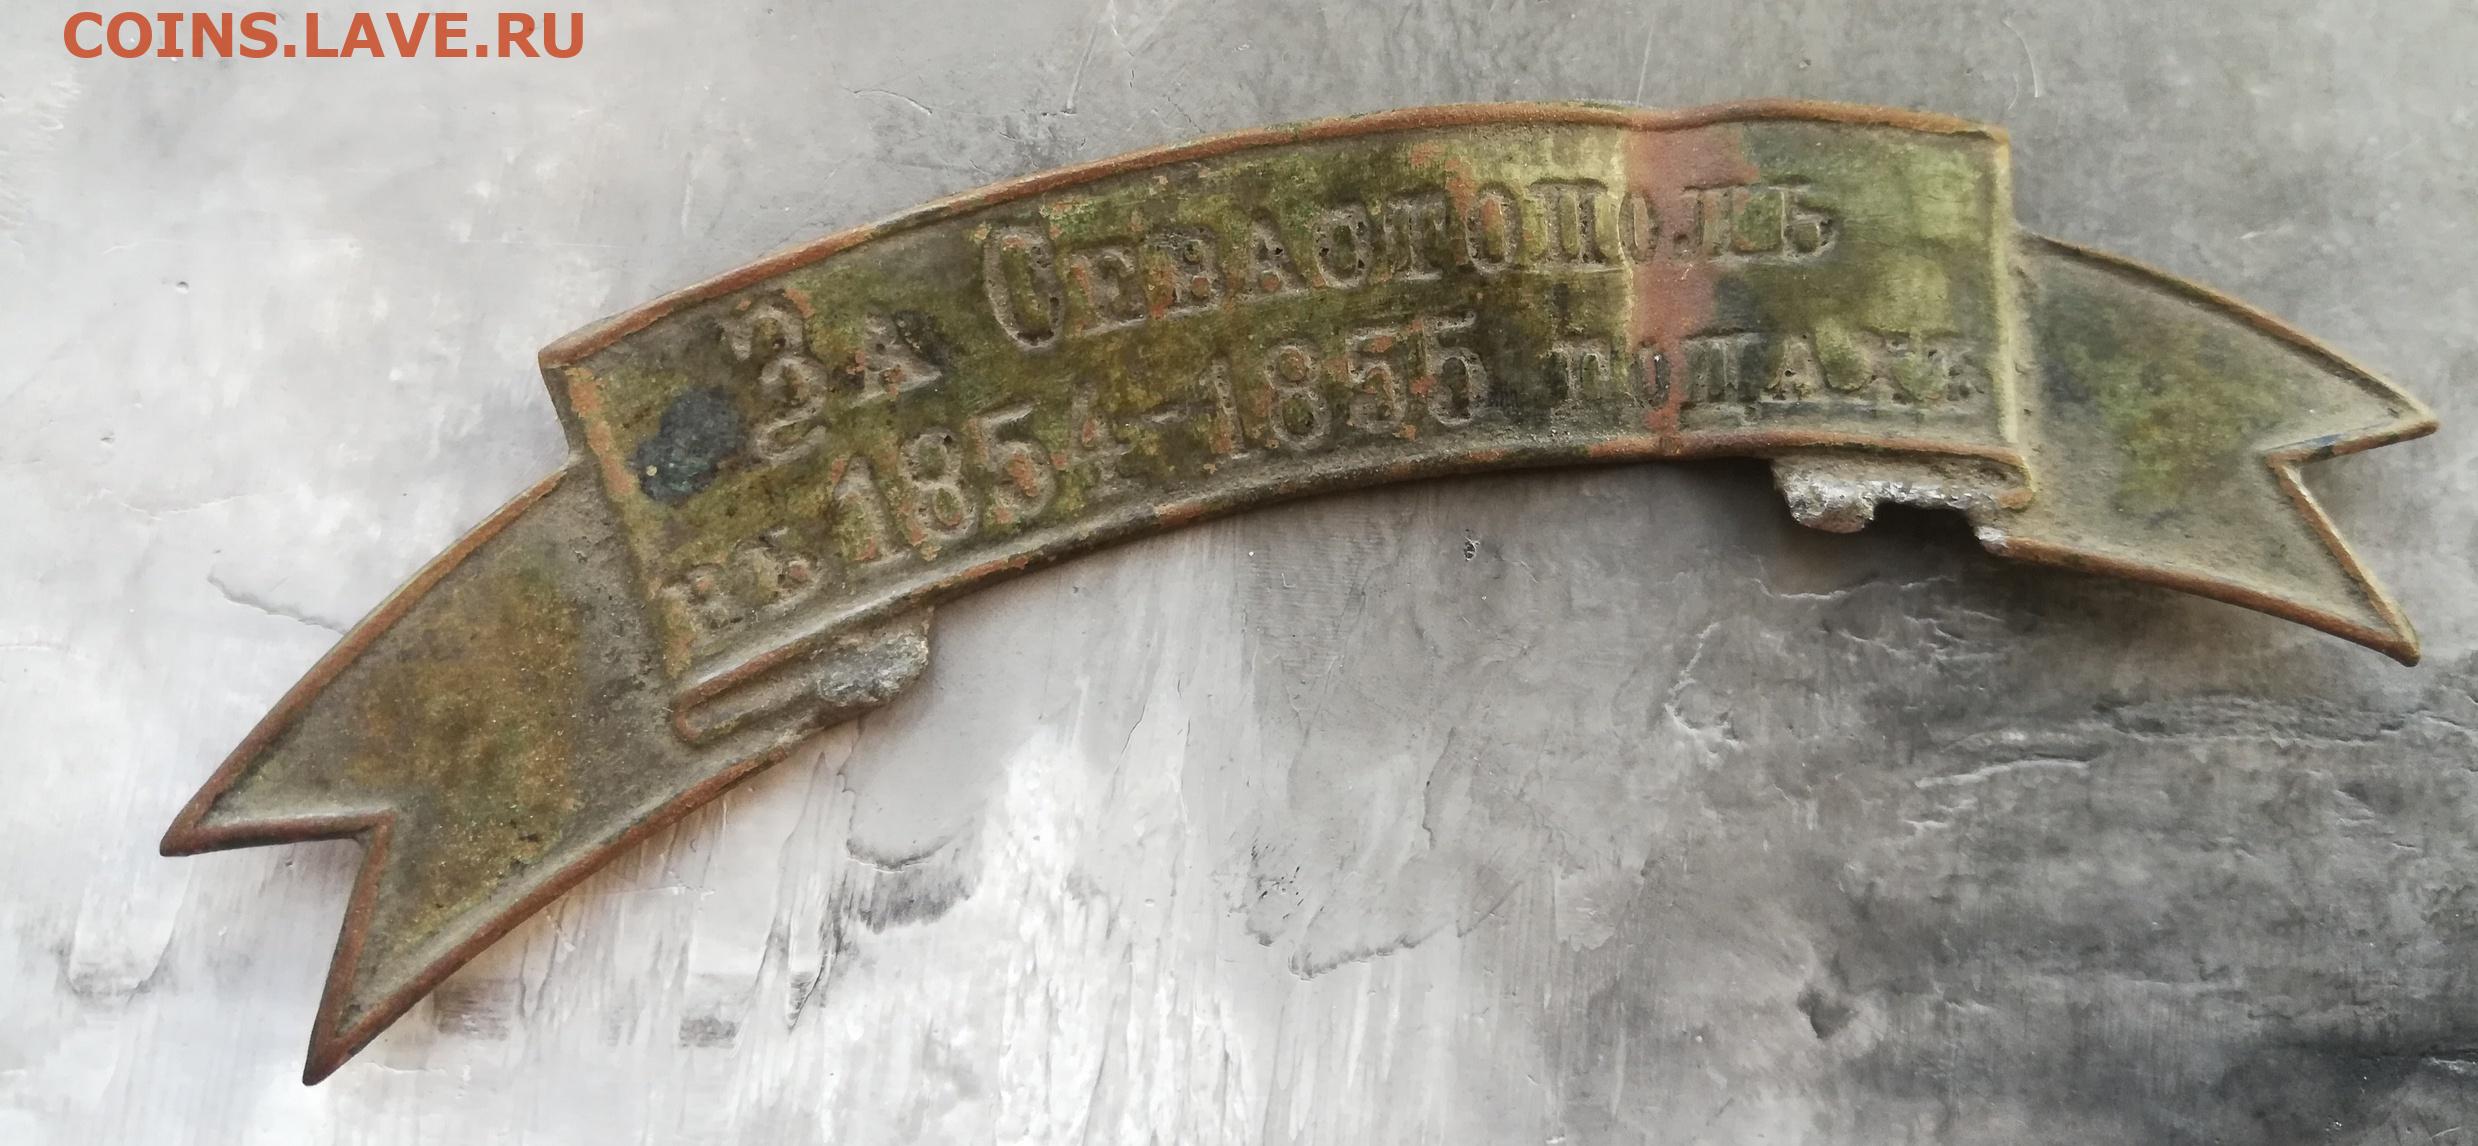 COINS.LAVE.RU
За Севастополь
въ 1854-1855 годахъ